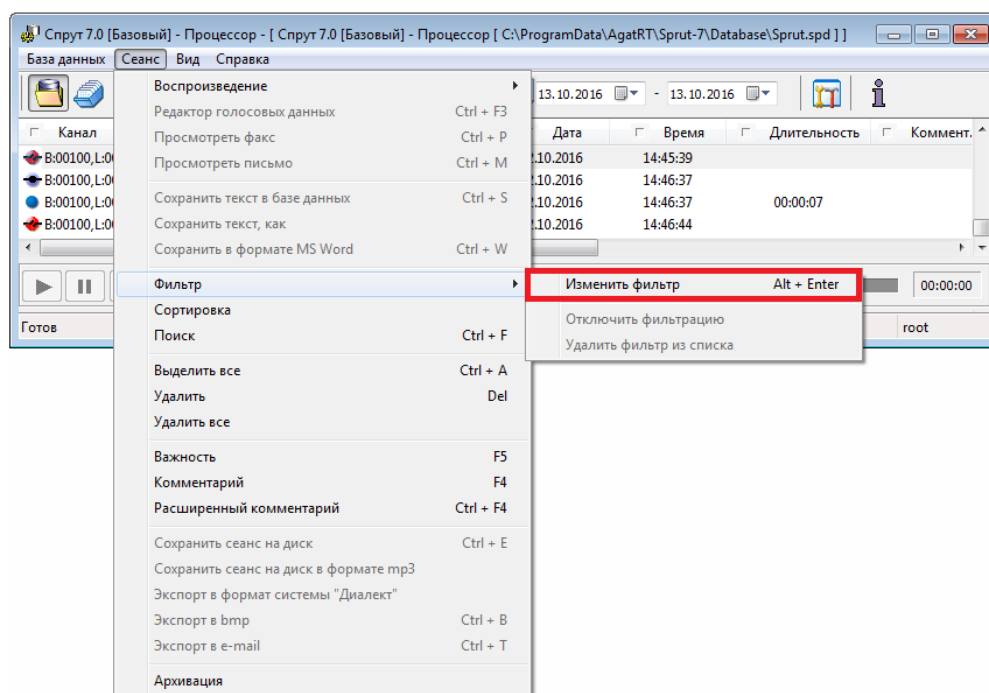 Спрут 7.0 [Базовый] - Процессор - [ Спрут 7.0 [Базовый] - Процессор [ C:\ProgramData\AgatRT\Sprut-7\Database\Sprut.spd ] ]
База данных Сеанс Вид Справка
13.10.2016 - 13.10.2016
Канал Дата Время Длительность Коммент.
B:00100,L:0 .10.2016 14:45:39
B:00100,L:0 .10.2016 14:46:37
B:00100,L:0 .10.2016 14:46:37 00:00:07
B:00100,L:0 .10.2016 14:46:44
00:00:00
Готов root
Воспроизведение
Редактор голосовых данных Ctrl + F3
Просмотреть факс Ctrl + P
Просмотреть письмо Ctrl + M
Сохранить текст в базе данных Ctrl + S
Сохранить текст, как
Сохранить в формате MS Word Ctrl + W
Фильтр
Сортировка
Поиск Ctrl + F
Выделить все Ctrl + A
Удалить Del
Удалить все
Важность F5
Комментарий F4
Расширенный комментарий Ctrl + F4
Сохранить сеанс на диск Ctrl + E
Сохранить сеанс на диск в формате mp3
Экспорт в формат системы "Диалект"
Экспорт в bmp Ctrl + B
Экспорт в e-mail Ctrl + T
Архивация
Изменить фильтр Alt + Enter
Отключить фильтрацию
Удалить фильтр из списка